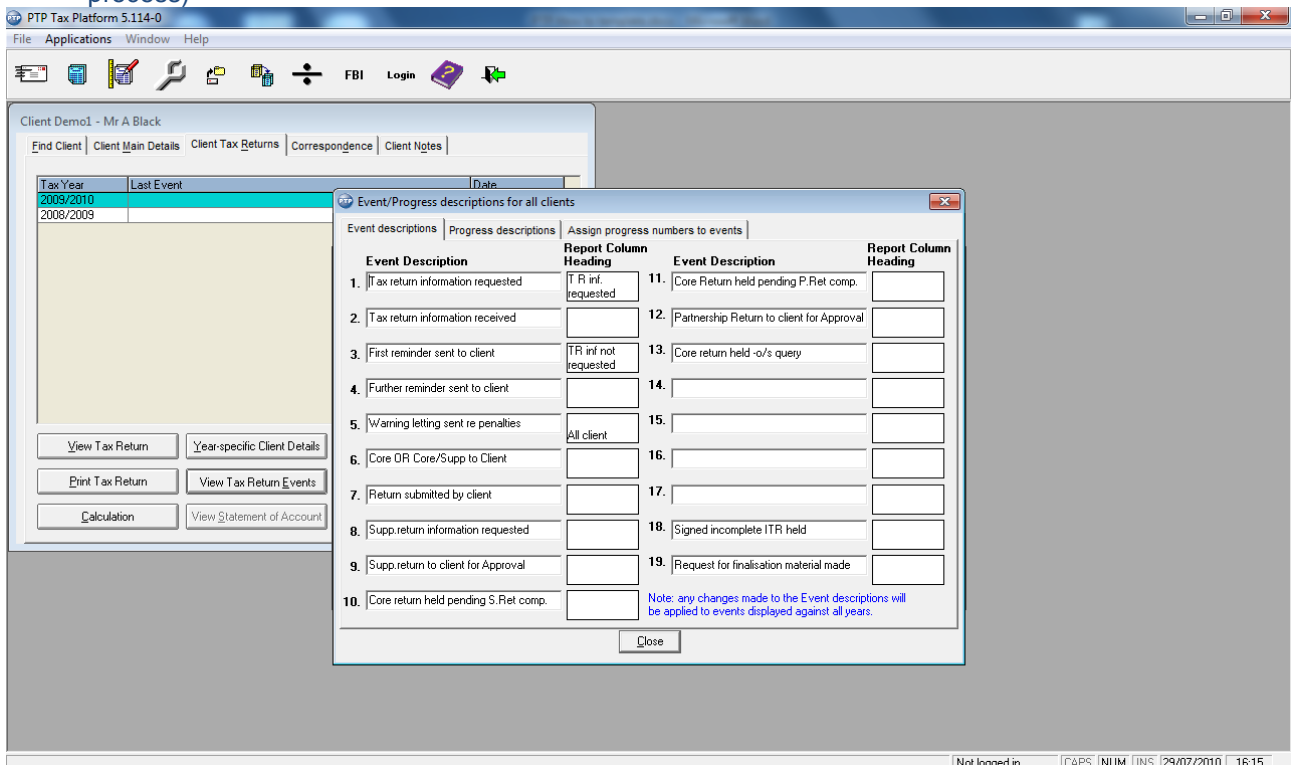 process)
PTP Tax Platform 5.114-0
File Applications Window Help
FBI Login
Client Demo1 - Mr A Black
Find Client Client Main Details Client Tax Returns Correspondence Client Notes
Tax Year Last Event Date
2009/2010
2008/2009
View Tax Return Year-specific Client Details
Print Tax Return View Tax Return Events
Calculation View Statement of Account
Event/Progress descriptions for all clients
Event descriptions Progress descriptions Assign progress numbers to events
Event Description Report Column Heading Event Description Report Column Heading
1. Tax return information requested T R inf. requested
2. Tax return information received
3. First reminder sent to client TR inf not requested
4. Further reminder sent to client
5. Warning letting sent re penalties All client
6. Core OR Core/Supp to Client
7. Return submitted by client
8. Supp.return information requested
9. Supp.return to client for Approval
10. Core return held pending S.Ret comp.
11. Core Return held pending P.Ret comp.
12. Partnership Return to client for Approval
13. Core return held -o/s query
14.
15.
16.
17.
18. Signed incomplete ITR held
19. Request for finalisation material made
Note: any changes made to the Event descriptions will
be applied to events displayed against all years.
Close
Not logged in CAPS NUM INS 29/07/2010 16:15